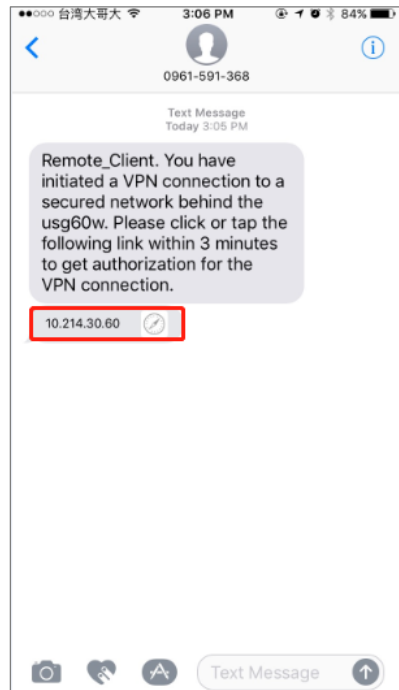 台湾大哥大 3:06 PM 84%
0961-591-368
Text Message
Today 3:05 PM
Remote_Client. You have
initiated a VPN connection to a
secured network behind the
usg60w. Please click or tap the
following link within 3 minutes
to get authorization for the
VPN connection.
10.214.30.60
Text Message